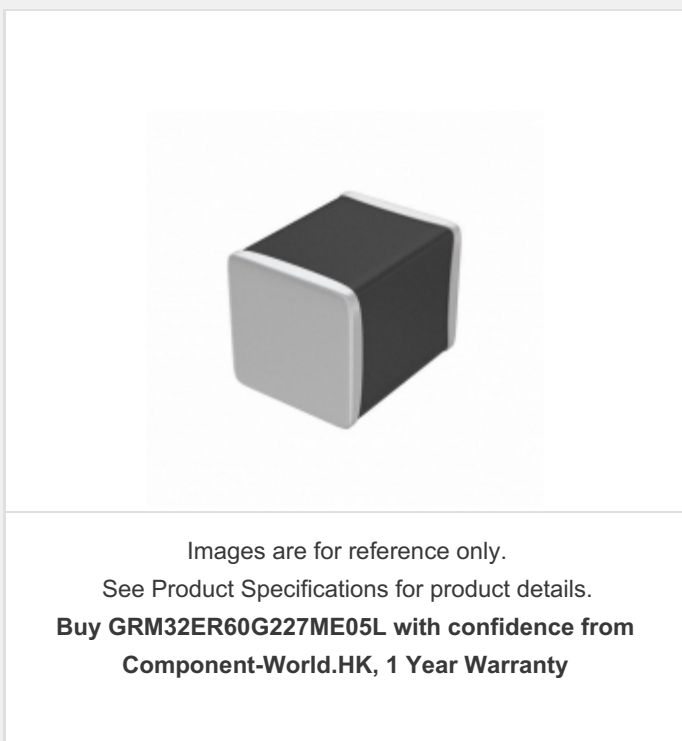 Images are for reference only.
See Product Specifications for product details.
Buy GRM32ER60G227ME05L with confidence from
Component-World.HK, 1 Year Warranty